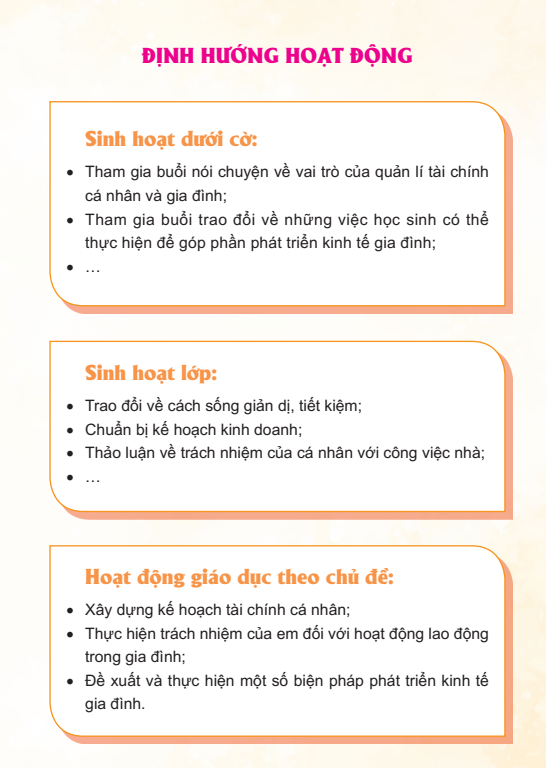 ĐỊNH HƯỚNG HOẠT ĐỘNG
Sinh hoạt dưới cờ:
• Tham gia buổi nói chuyện về vai trò của quản lí tài chính
cá nhân và gia đình;
• Tham gia buổi trao đổi về những việc học sinh có thể
thực hiện để góp phần phát triển kinh tế gia đình;
• …
Sinh hoạt lớp:
• Trao đổi về cách sống giản dị, tiết kiệm;
• Chuẩn bị kế hoạch kinh doanh;
• Thảo luận về trách nhiệm của cá nhân với công việc nhà;
• …
Hoạt động giáo dục theo chủ đề:
• Xây dựng kế hoạch tài chính cá nhân;
• Thực hiện trách nhiệm của em đối với hoạt động lao động
trong gia đình;
• Đề xuất và thực hiện một số biện pháp phát triển kinh tế
gia đình.